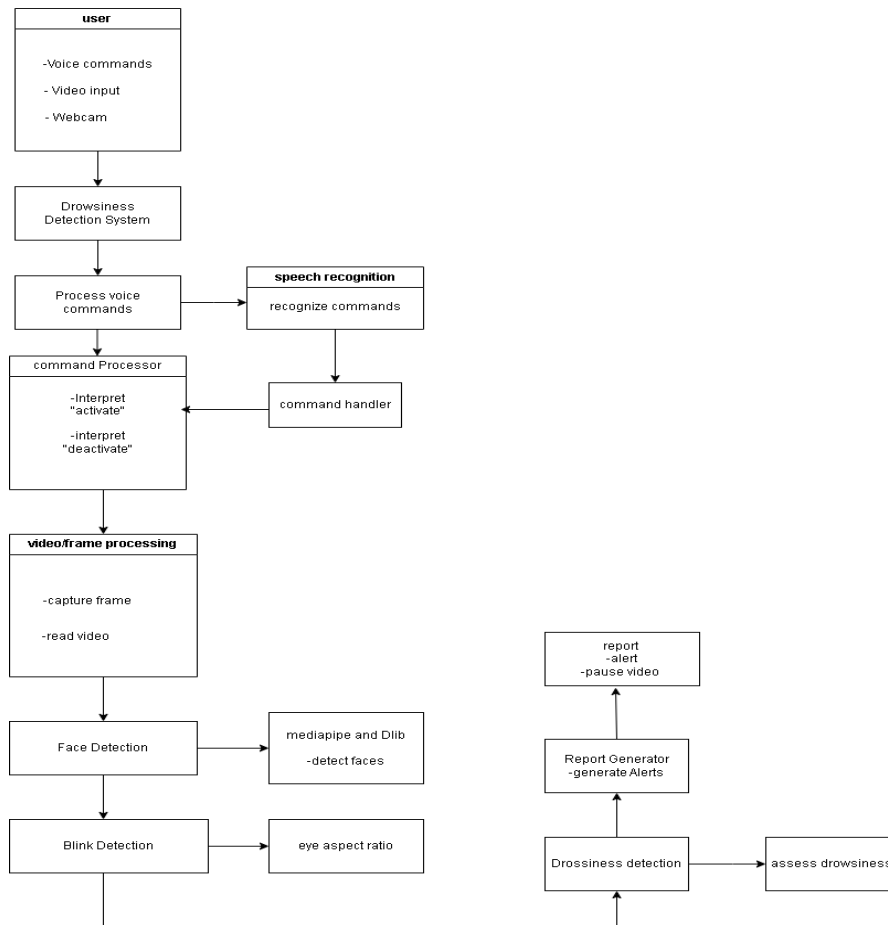 user
-Voice commands
- Video input
- Webcam
Drowsiness
Detection System
Process voice
commands
speech recognition
recognize commands
command Processor
-Interpret
"activate"
-interpret
"deactivate"
command handler
video/frame processing
-capture frame
-read video
Face Detection
mediapipe and Dlib
-detect faces
Blink Detection
eye aspect ratio
report
-alert
-pause video
Report Generator
-generate Alerts
Drossiness detection
assess drowsiness